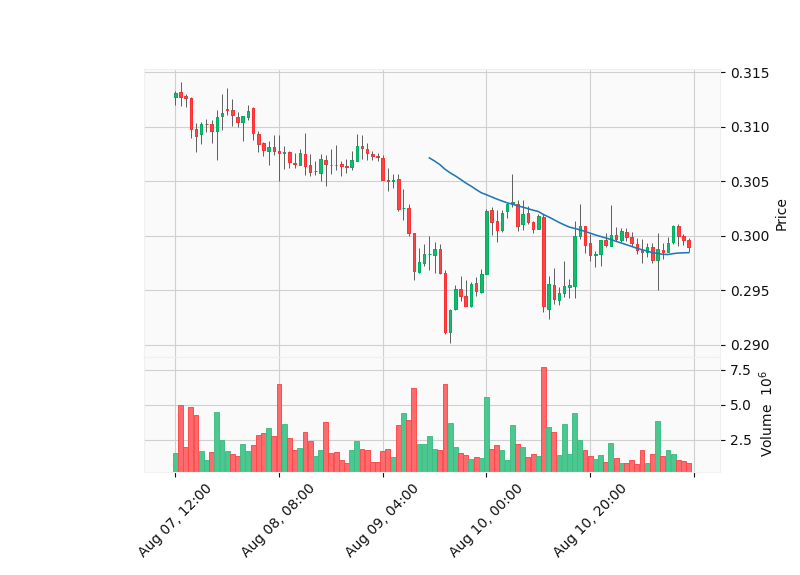 0.315
0.310
0.305
0.300
0.295
0.290
Price
7.5
5.0
2.5
Volume 10⁶
Aug 07, 12:00
Aug 08, 08:00
Aug 09, 04:00
Aug 10, 00:00
Aug 10, 20:00